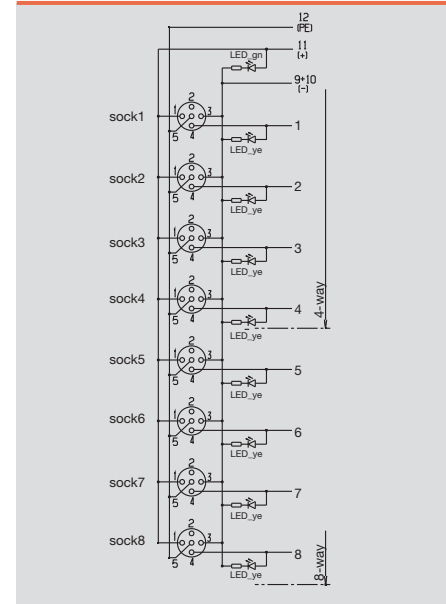 12
(PE)
11
(+)
LED_gn
9+10
(-)
2
sock1 1 3
1
5 4
LED_ye
2
sock2 1 3
2
5 4
LED_ye
2
sock3 1 3
3
5 4
LED_ye
2
sock4 1 3
4
5 4
LED_ye
4-way
2
sock5 1 3
5
5 4
LED_ye
2
sock6 1 3
6
5 4
LED_ye
2
sock7 1 3
7
5 4
LED_ye
2
sock8 1 3
8
5 4
LED_ye
8-way